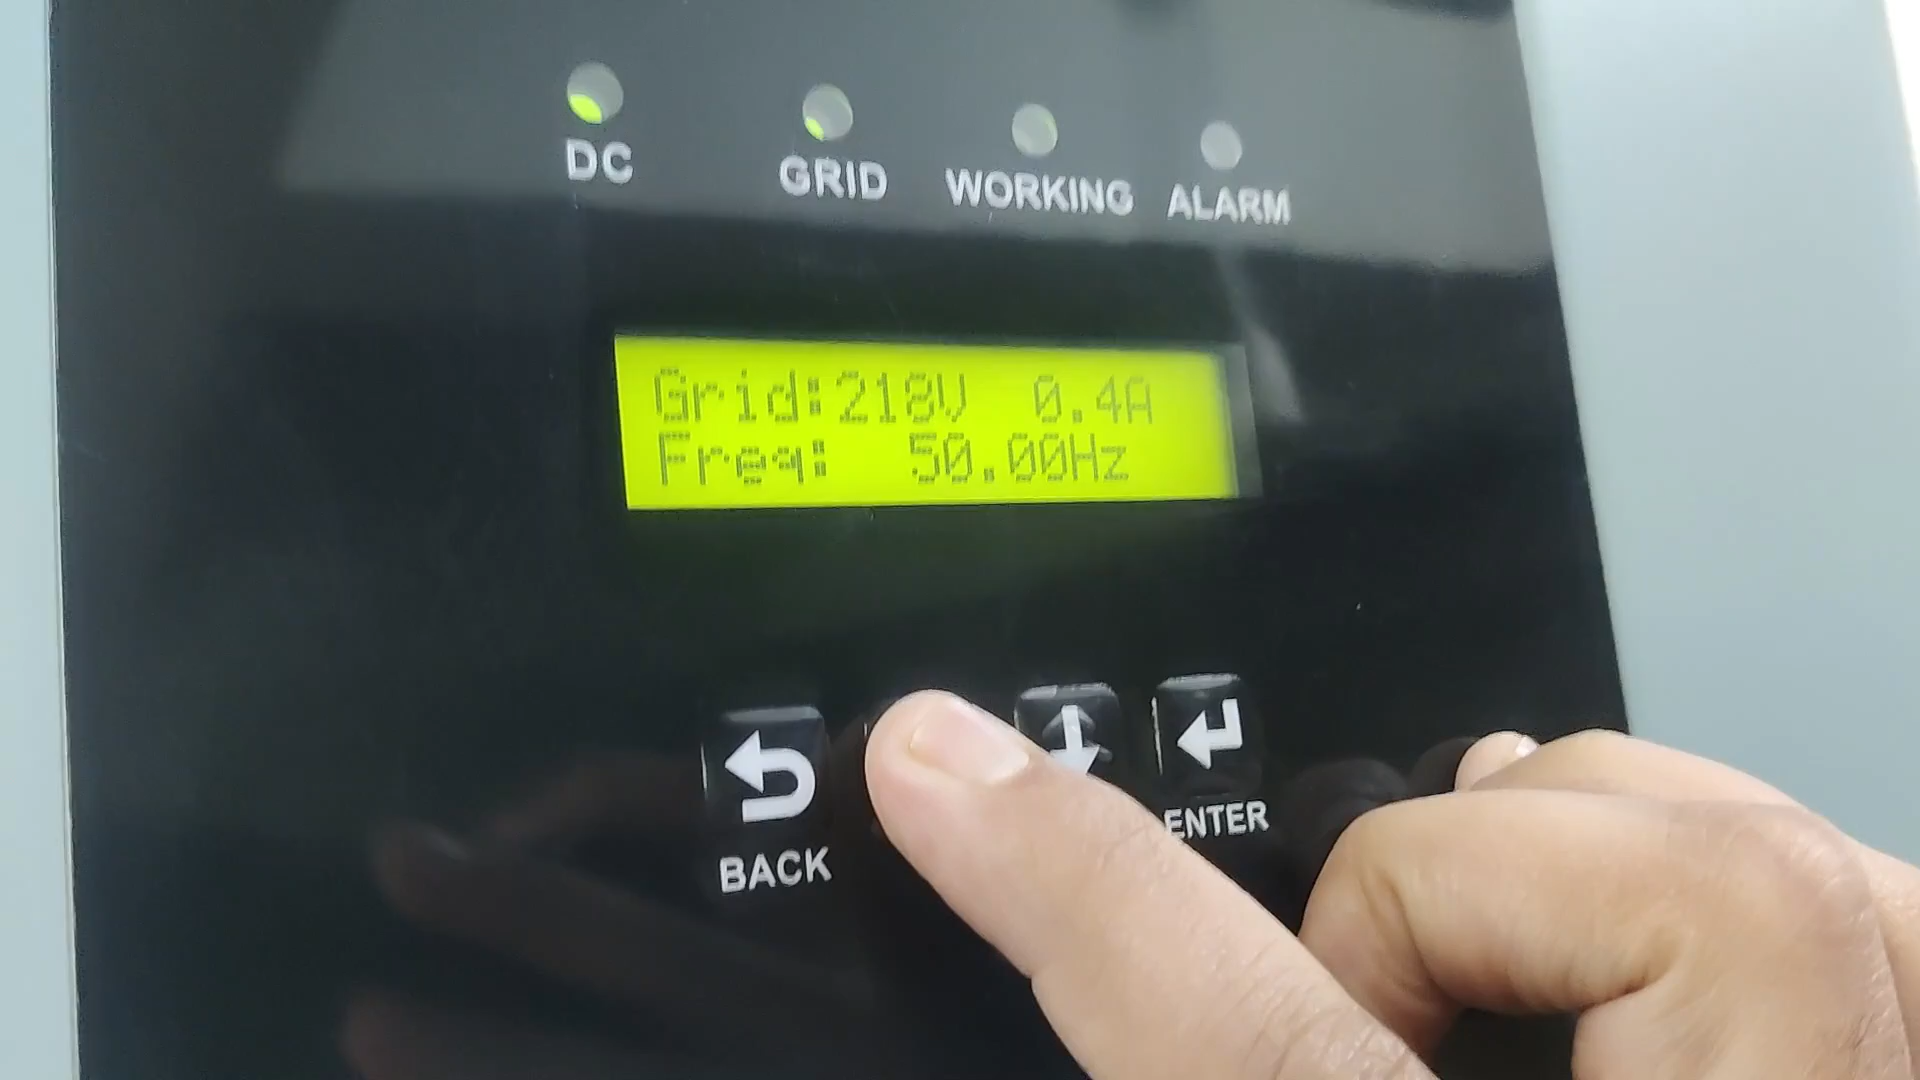 DC GRID WORKING ALARM
Grid:218V 0.4A
Freq: 50.00Hz
BACK ENTER